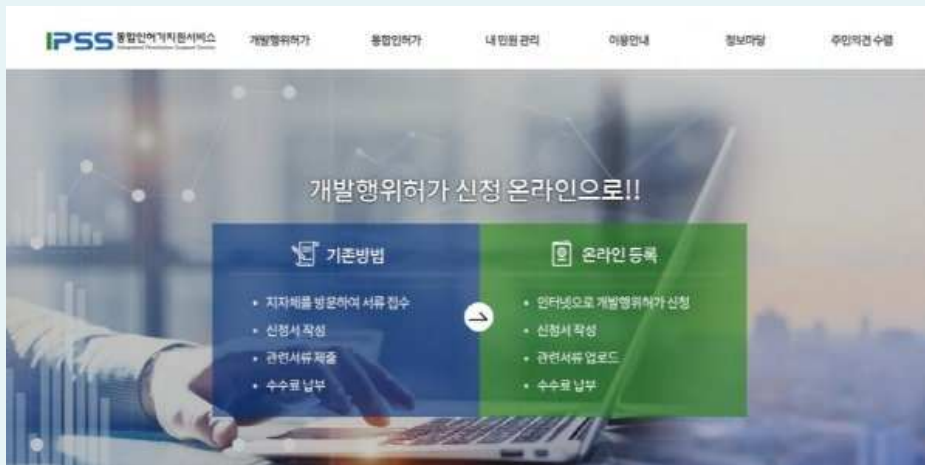 IPSS 통합인허가지원서비스
개발행위허가
통합인허가
내 민원 관리
이용안내
정보마당
주민의견 수렴
개발행위허가 신청 온라인으로!!
기존방법
• 지자체를 방문하여 서류 접수
• 신청서 작성
• 관련서류 제출
• 수수료 납부
온라인 등록
• 인터넷으로 개발행위허가 신청
• 신청서 작성
• 관련서류 업로드
• 수수료 납부